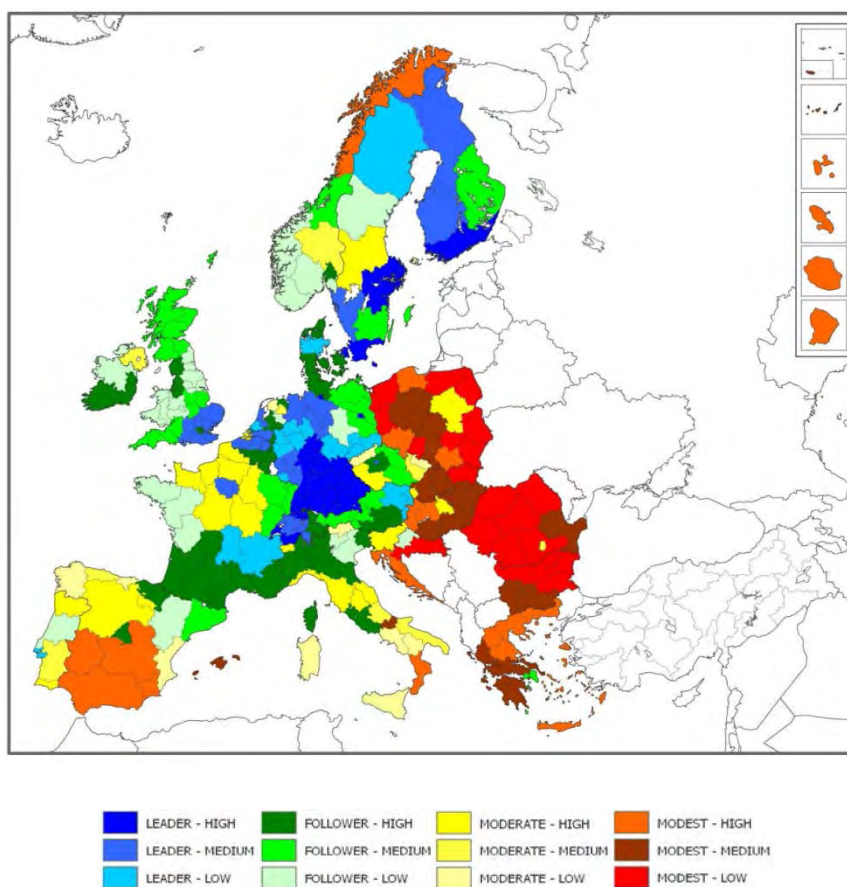 LEADER - HIGH FOLLOWER - HIGH MODERATE - HIGH MODEST - HIGH
LEADER - MEDIUM FOLLOWER - MEDIUM MODERATE - MEDIUM MODEST - MEDIUM
LEADER - LOW FOLLOWER - LOW MODERATE - LOW MODEST - LOW